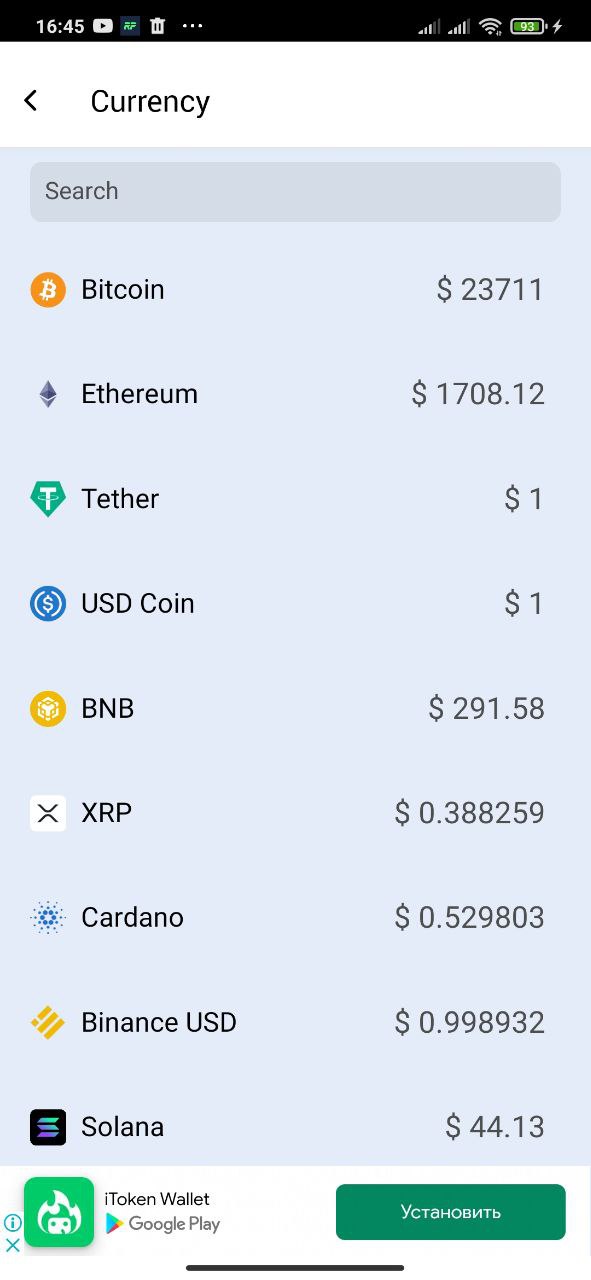 16:45
93
Currency
Search
Bitcoin $ 23711
Ethereum $ 1708.12
Tether $ 1
USD Coin $ 1
BNB $ 291.58
XRP $ 0.388259
Cardano $ 0.529803
Binance USD $ 0.998932
Solana $ 44.13
iToken Wallet
Google Play
Установить